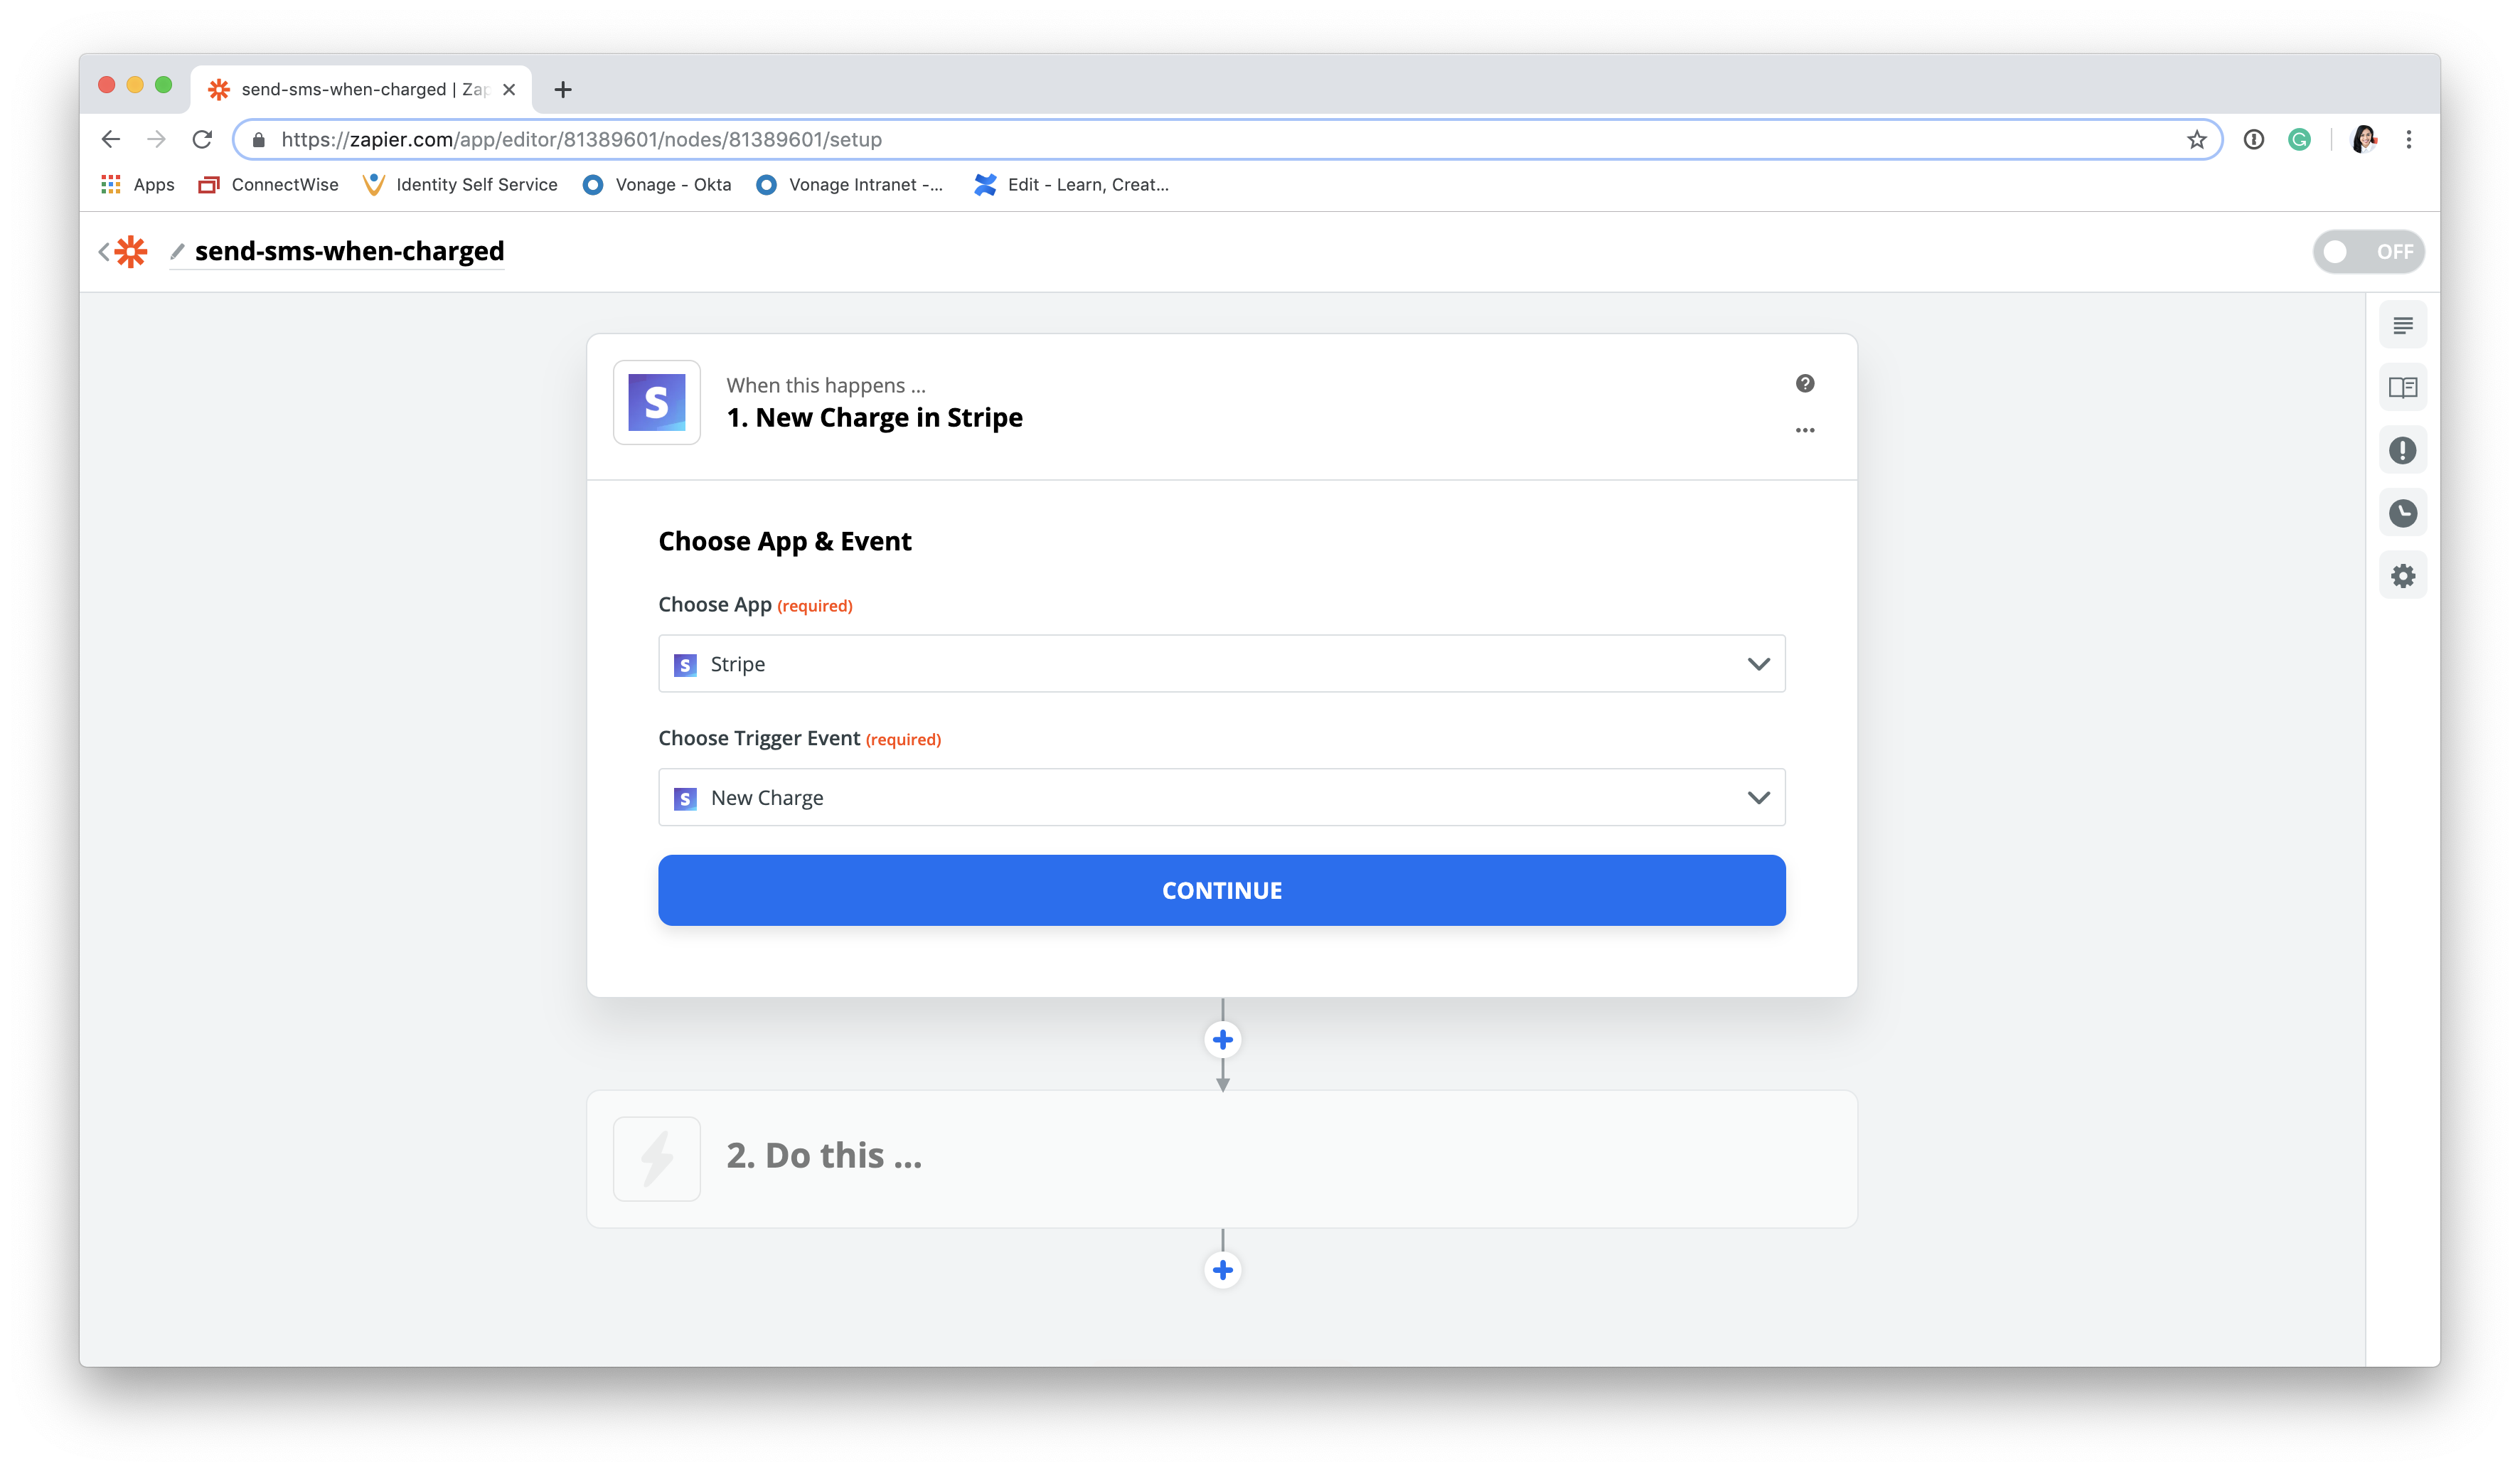 send-sms-when-charged | Zap
https://zapier.com/app/editor/81389601/nodes/81389601/setup
Apps ConnectWise Identity Self Service Vonage - Okta Vonage Intranet -... Edit - Learn, Creat...
send-sms-when-charged
OFF
When this happens ...
1. New Charge in Stripe
Choose App & Event
Choose App (required)
Stripe
Choose Trigger Event (required)
New Charge
CONTINUE
2. Do this ...